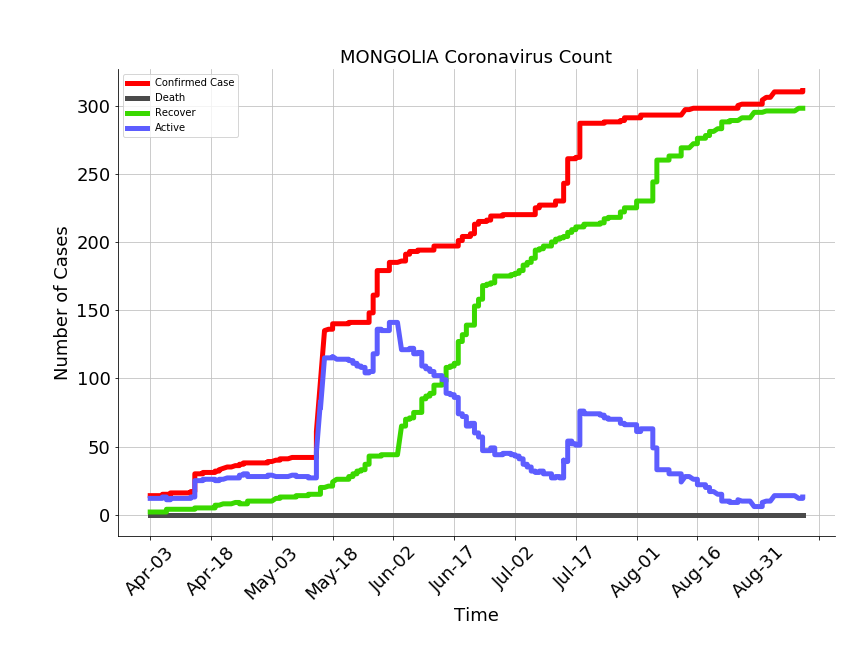 MONGOLIA Coronavirus Count
Confirmed Case
Death
Recover
Active
Number of Cases
300
250
200
150
100
50
0
Apr-03
Apr-18
May-03
May-18
Jun-02
Jun-17
Jul-02
Jul-17
Aug-01
Aug-16
Aug-31
Time